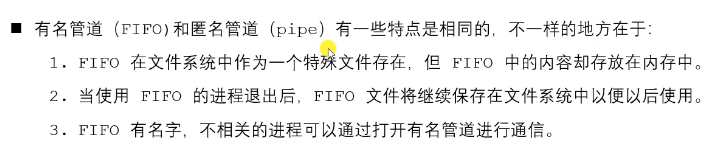 ■ 有名管道（FIFO)和匿名管道（pipe）有一些特点是相同的，不一样的地方在于：
1. FIFO 在文件系统中作为一个特殊文件存在，但 FIFO 中的内容却存放在内存中。
2. 当使用 FIFO 的进程退出后，FIFO 文件将继续保存在文件系统中以便以后使用。
3. FIFO 有名字，不相关的进程可以通过打开有名管道进行通信。